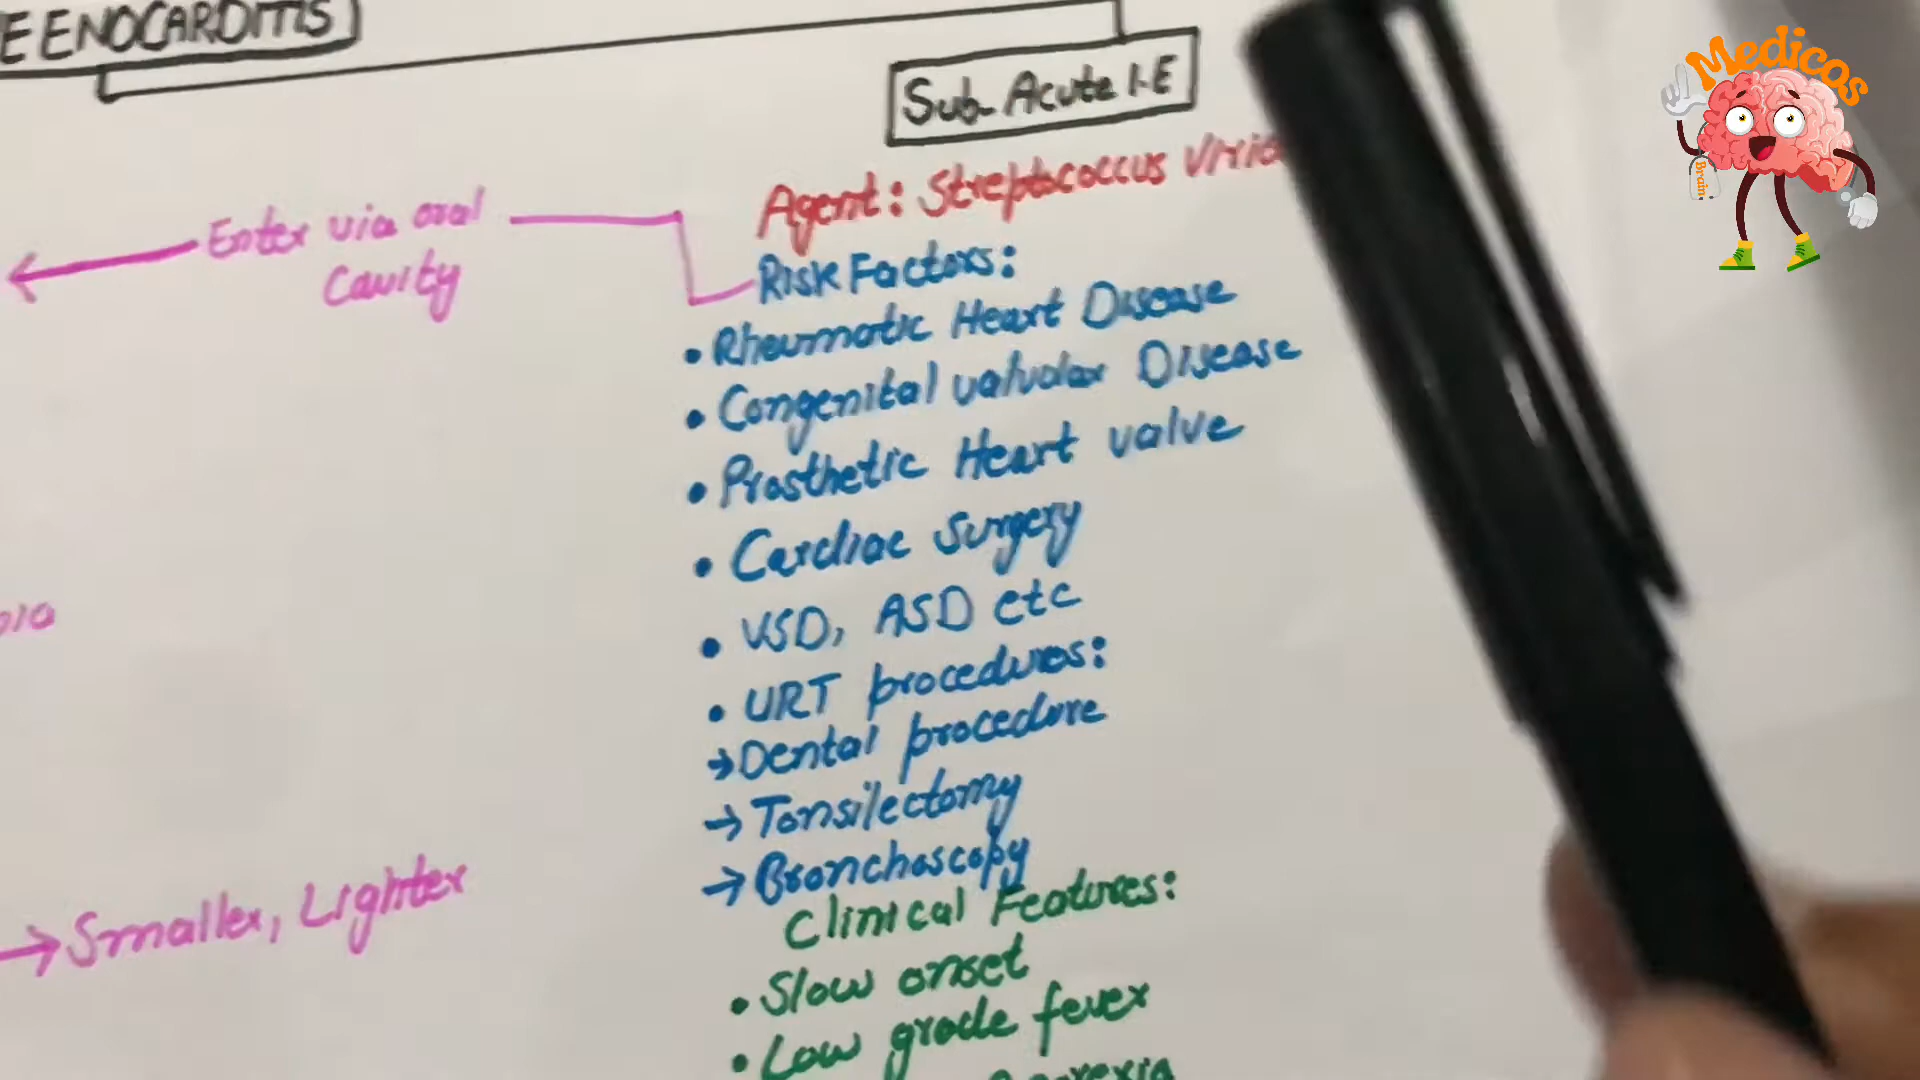 E ENOCARDITIS
Sub-Acute I.E
Agent: Streptococcus
Enter via oral
cavity
Risk Factors:
• Rheumatic Heart Disease
• Congenital valvular Disease
• Prosthetic Heart valve
• Cardiac surgery
• VSD, ASD etc
• URT procedures:
→ Dental procedure
→ Tonsilectomy
→ Bronchoscopy
→ Smaller, Lighter
Clinical Features:
• Slow onset
• Low grade fever
Medicos
Brain